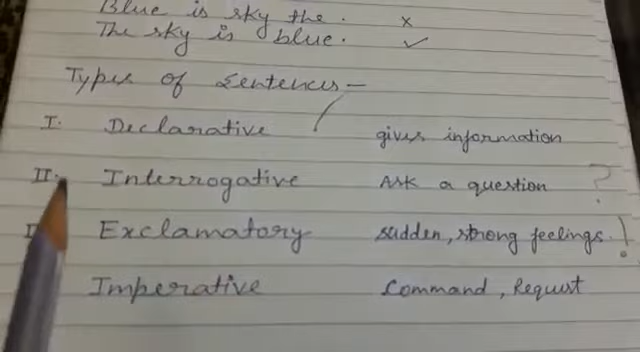 Blue is sky the. ×
The sky is blue. ✓
Types of Sentences —
I. Declarative gives information
II. Interrogative Ask a question ?
Exclamatory sudden, strong feelings. !
Imperative Command, Request